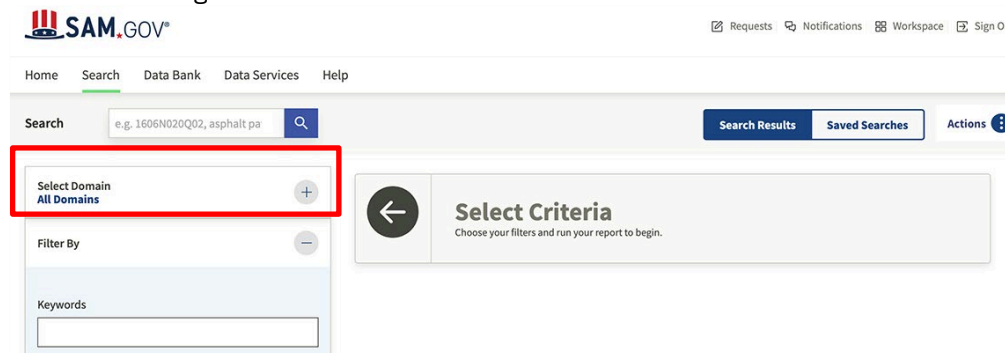 SAM.GOV®
Requests Notifications Workspace Sign O
Home Search Data Bank Data Services Help
Search e.g. 1606N020Q02, asphalt pa Search Results Saved Searches Actions
Select Domain
All Domains
Filter By
Select Criteria
Choose your filters and run your report to begin.
Keywords